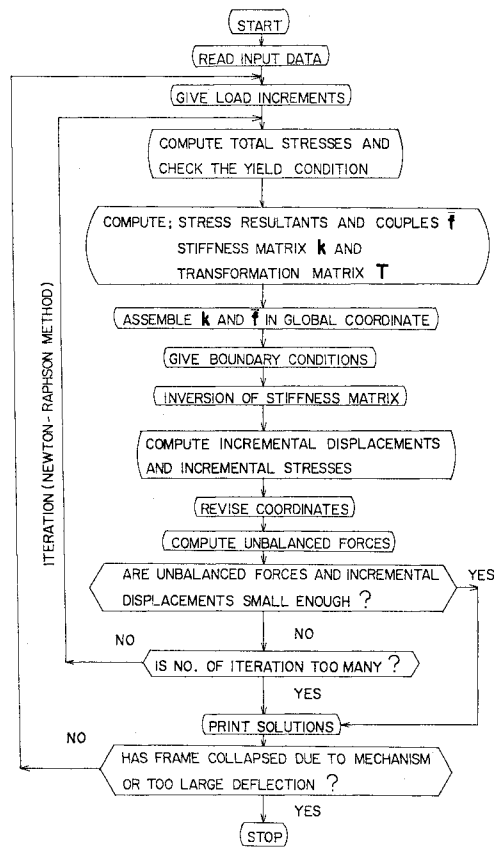 START
READ INPUT DATA
GIVE LOAD INCREMENTS
COMPUTE TOTAL STRESSES AND
CHECK THE YIELD CONDITION
COMPUTE; STRESS RESULTANTS AND COUPLES f̄
STIFFNESS MATRIX k AND
TRANSFORMATION MATRIX T
ASSEMBLE k AND f̄ IN GLOBAL COORDINATE
GIVE BOUNDARY CONDITIONS
INVERSION OF STIFFNESS MATRIX
COMPUTE INCREMENTAL DISPLACEMENTS
AND INCREMENTAL STRESSES
REVISE COORDINATES
COMPUTE UNBALANCED FORCES
ARE UNBALANCED FORCES AND INCREMENTAL
DISPLACEMENTS SMALL ENOUGH ?
YES
NO
NO
IS NO. OF ITERATION TOO MANY ?
YES
PRINT SOLUTIONS
NO
HAS FRAME COLLAPSED DUE TO MECHANISM
OR TOO LARGE DEFLECTION ?
YES
STOP
ITERATION (NEWTON-RAPHSON METHOD)